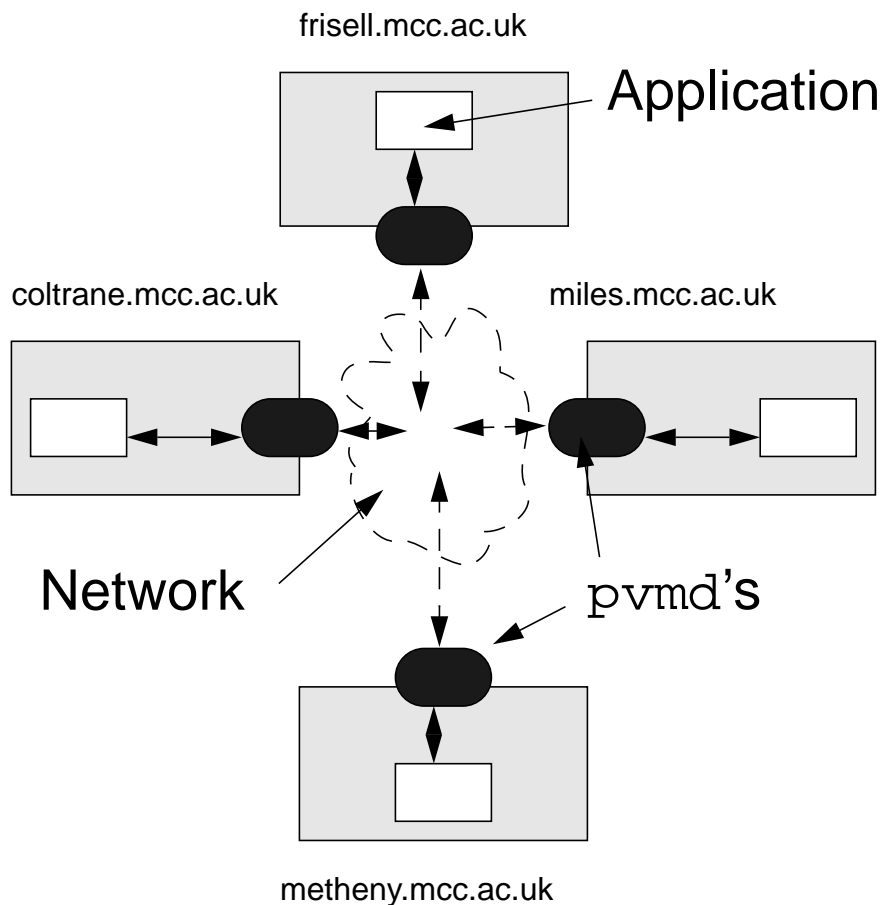 frisell.mcc.ac.uk
Application
coltrane.mcc.ac.uk
miles.mcc.ac.uk
Network
pvmd's
metheny.mcc.ac.uk